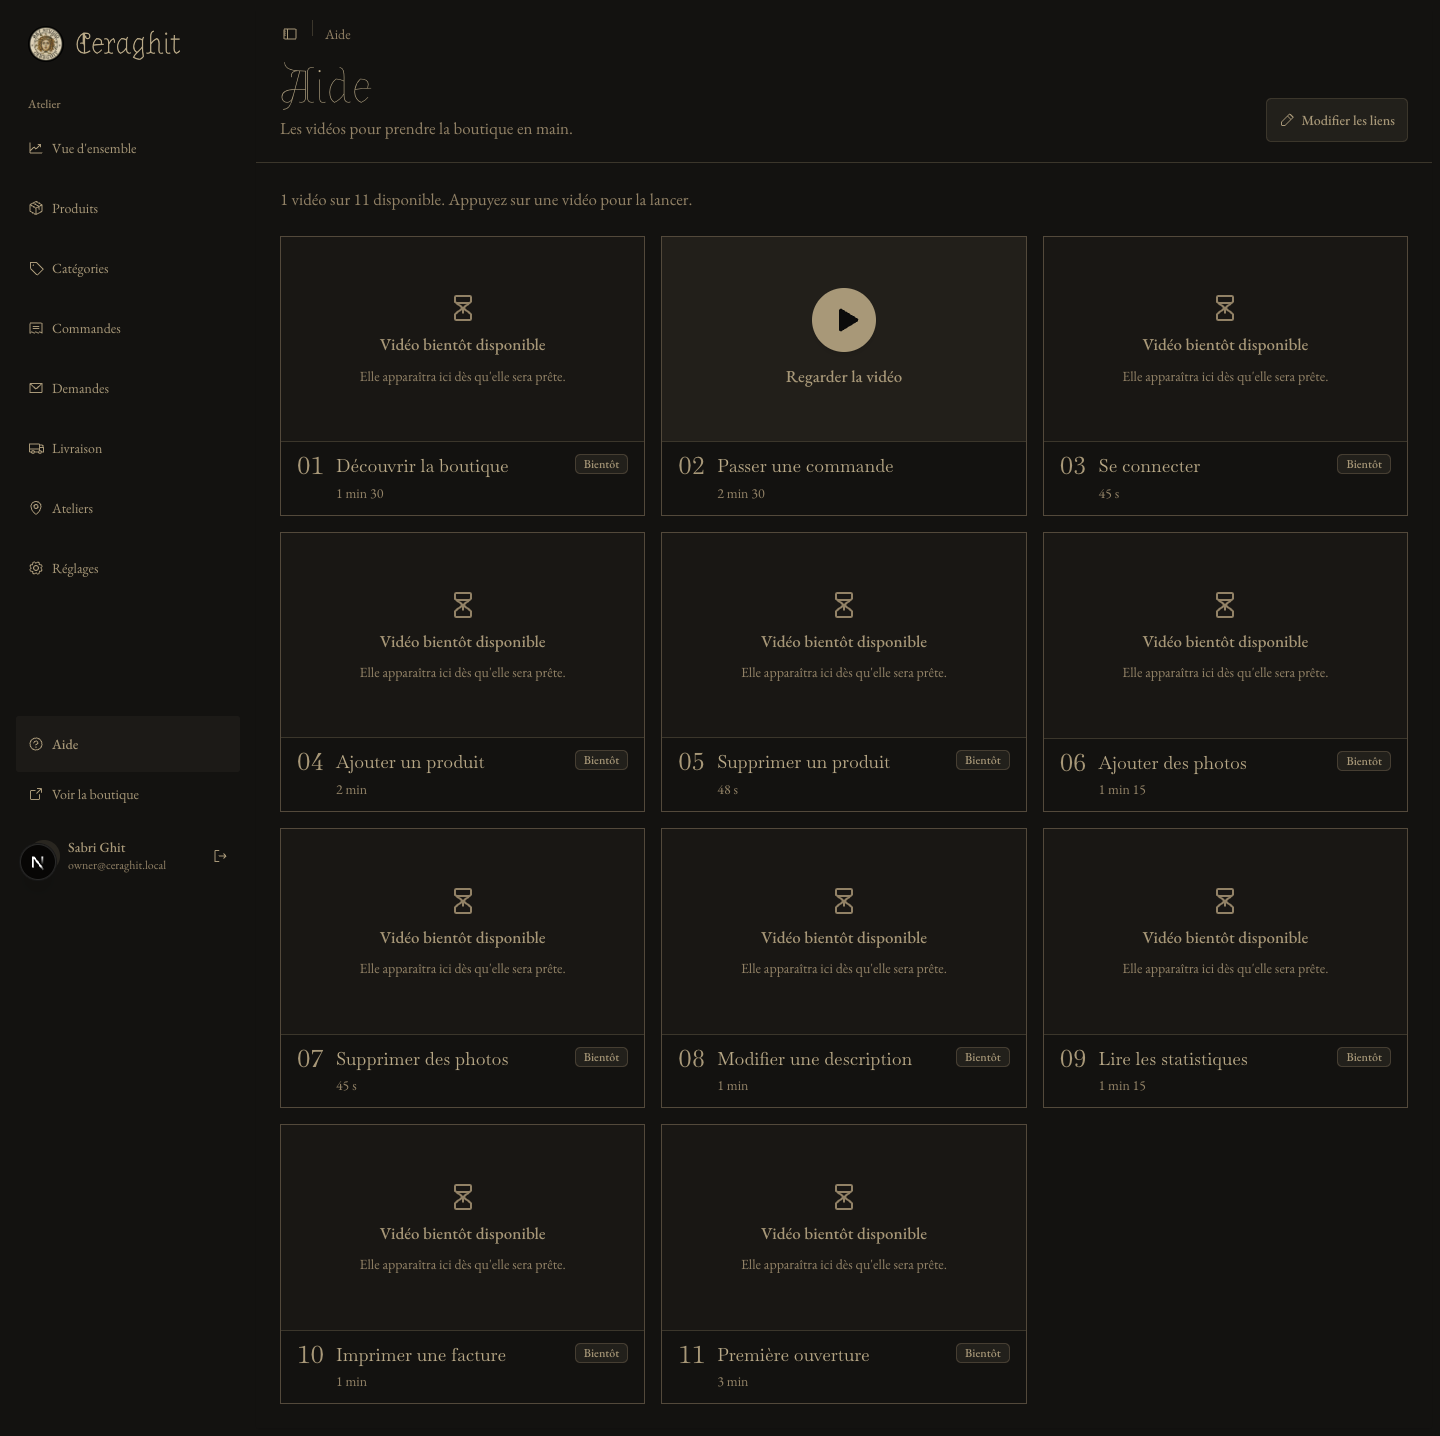 Ceraghit
Atelier
Vue d'ensemble
Produits
Catégories
Commandes
Demandes
Livraison
Ateliers
Réglages
Aide
Voir la boutique
N
Sabri Ghit
owner@ceraghit.local
Aide
Aide
Les vidéos pour prendre la boutique en main.
Modifier les liens
1 vidéo sur 11 disponible. Appuyez sur une vidéo pour la lancer.
Vidéo bientôt disponible
Elle apparaîtra ici dès qu'elle sera prête.
01 Découvrir la boutique Bientôt
1 min 30
Regarder la vidéo
02 Passer une commande
2 min 30
Vidéo bientôt disponible
Elle apparaîtra ici dès qu'elle sera prête.
03 Se connecter Bientôt
45 s
Vidéo bientôt disponible
Elle apparaîtra ici dès qu'elle sera prête.
04 Ajouter un produit Bientôt
2 min
Vidéo bientôt disponible
Elle apparaîtra ici dès qu'elle sera prête.
05 Supprimer un produit Bientôt
48 s
Vidéo bientôt disponible
Elle apparaîtra ici dès qu'elle sera prête.
06 Ajouter des photos Bientôt
1 min 15
Vidéo bientôt disponible
Elle apparaîtra ici dès qu'elle sera prête.
07 Supprimer des photos Bientôt
45 s
Vidéo bientôt disponible
Elle apparaîtra ici dès qu'elle sera prête.
08 Modifier une description Bientôt
1 min
Vidéo bientôt disponible
Elle apparaîtra ici dès qu'elle sera prête.
09 Lire les statistiques Bientôt
1 min 15
Vidéo bientôt disponible
Elle apparaîtra ici dès qu'elle sera prête.
10 Imprimer une facture Bientôt
1 min
Vidéo bientôt disponible
Elle apparaîtra ici dès qu'elle sera prête.
11 Première ouverture Bientôt
3 min